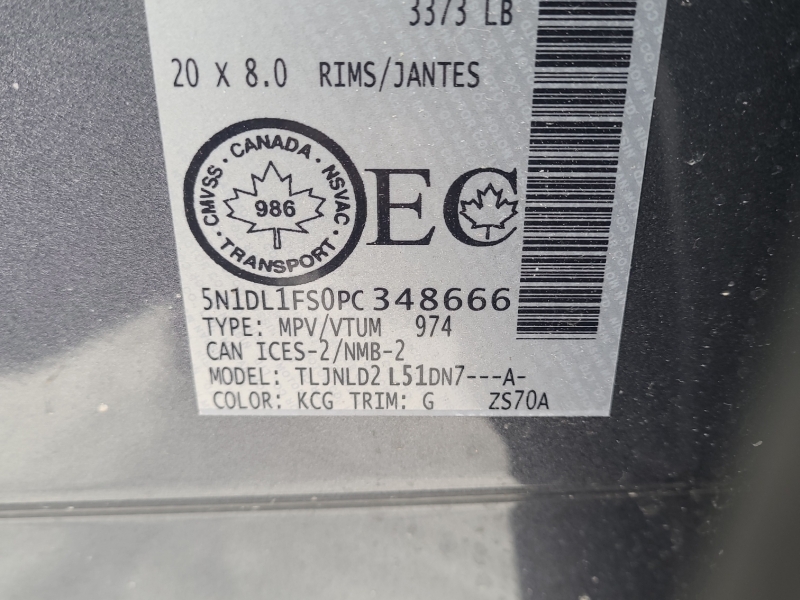 3373 LB
20 X 8.0 RIMS/JANTES
CMVSS · CANADA · NSVAC · TRANSPORT ·
986
EC
5N1DL1FS0PC348666
TYPE: MPV/VTUM 974
CAN ICES-2/NMB-2
MODEL: TLJNLD2 L51DN7---A-
COLOR: KCG TRIM: G ZS70A